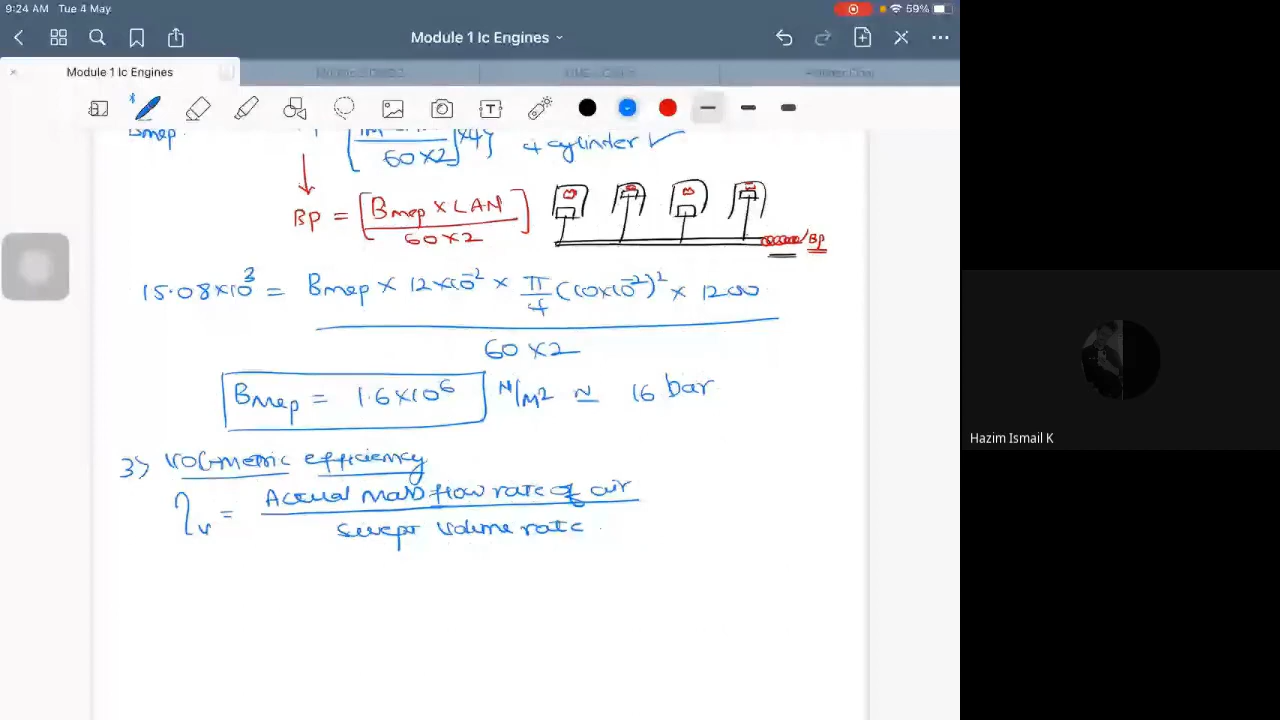 9:24 AM Tue 4 May
59%
Module 1 Ic Engines
Module 1 Ic Engines
Bmep
60×2 ×4
4 cylinder ✓
BP = [Bmep × LAN / 60×2]
BP
15.08×10³ = Bmep × 12×10⁻² × π/4 (10×10⁻²)² × 1200
60×2
Bmep = 1.6×10⁶ N/M² ≃ 16 bar
3) Volmetric efficiency
ηv = Actual Mass flow rate of air
swept volume rate
Hazim Ismail K